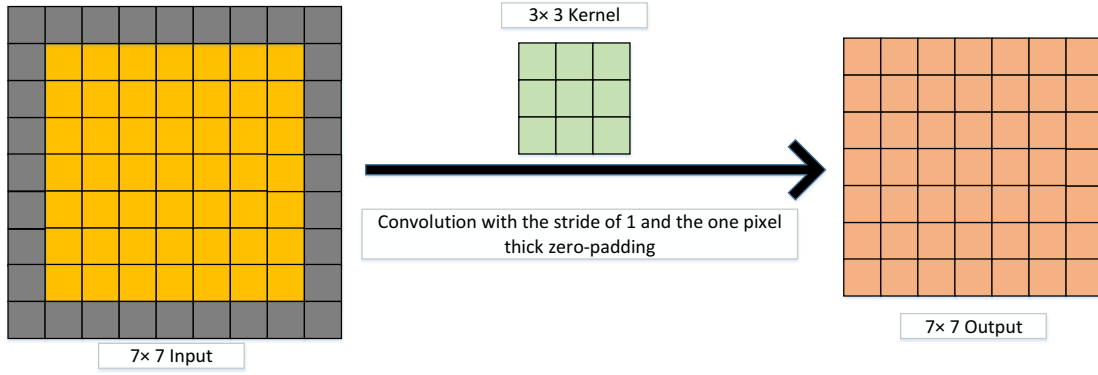 3× 3 Kernel
Convolution with the stride of 1 and the one pixel
thick zero-padding
7× 7 Input
7× 7 Output